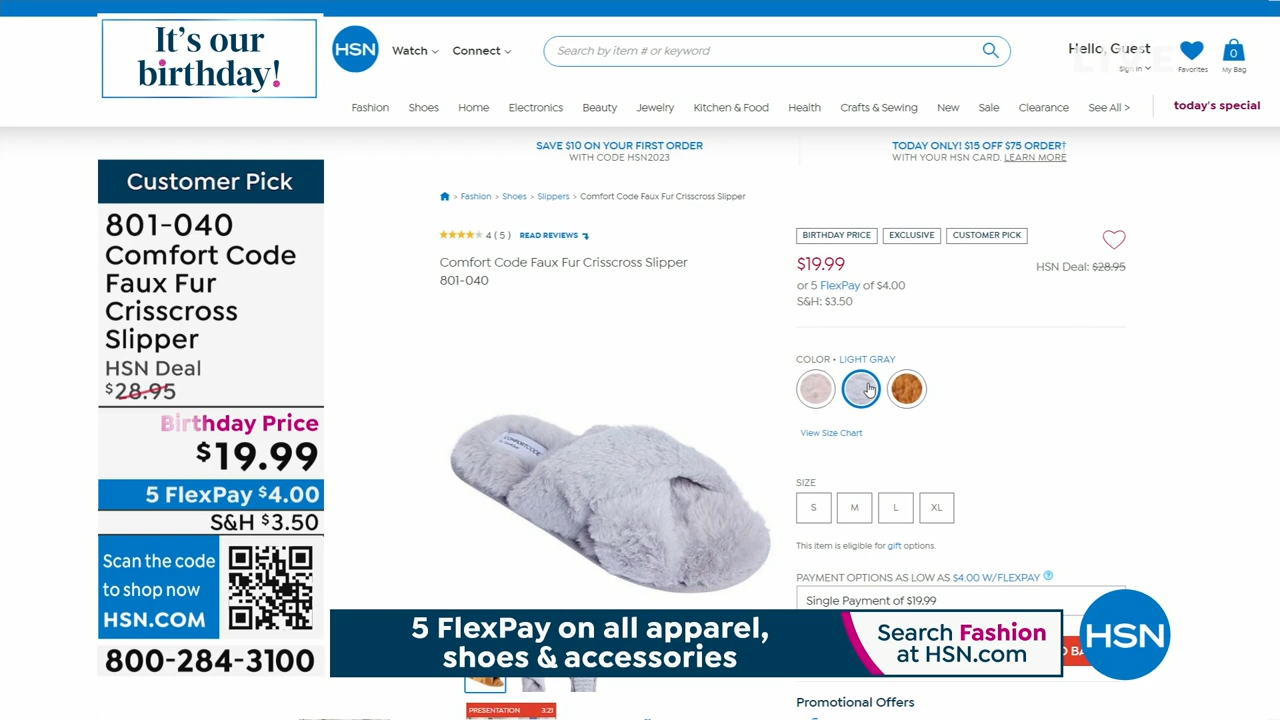 It's our
birthday!
HSN
Watch
Connect
Search by item # or keyword
Hello, Guest
Sign in
LIVE
Favorites
0
My Bag
Fashion
Shoes
Home
Electronics
Beauty
Jewelry
Kitchen & Food
Health
Crafts & Sewing
New
Sale
Clearance
See All >
today's special
SAVE $10 ON YOUR FIRST ORDER
WITH CODE HSN2023
TODAY ONLY! $15 OFF $75 ORDER†
WITH YOUR HSN CARD. LEARN MORE
Customer Pick
801-040
Comfort Code
Faux Fur
Crisscross
Slipper
HSN Deal
$28.95
Birthday Price
$19.99
5 FlexPay $4.00
S&H $3.50
Scan the code
to shop now
HSN.COM
800-284-3100
> Fashion > Shoes > Slippers > Comfort Code Faux Fur Crisscross Slipper
4 ( 5 ) READ REVIEWS
Comfort Code Faux Fur Crisscross Slipper
801-040
COMFORTCODE
BIRTHDAY PRICE
EXCLUSIVE
CUSTOMER PICK
$19.99
HSN Deal: $28.95
or 5 FlexPay of $4.00
S&H: $3.50
COLOR • LIGHT GRAY
View Size Chart
SIZE
S
M
L
XL
This item is eligible for gift options.
PAYMENT OPTIONS AS LOW AS $4.00 W/FLEXPAY ?
Single Payment of $19.99
5 FlexPay on all apparel,
shoes & accessories
Search Fashion
at HSN.com
HSN
Promotional Offers
PRESENTATION 3:21